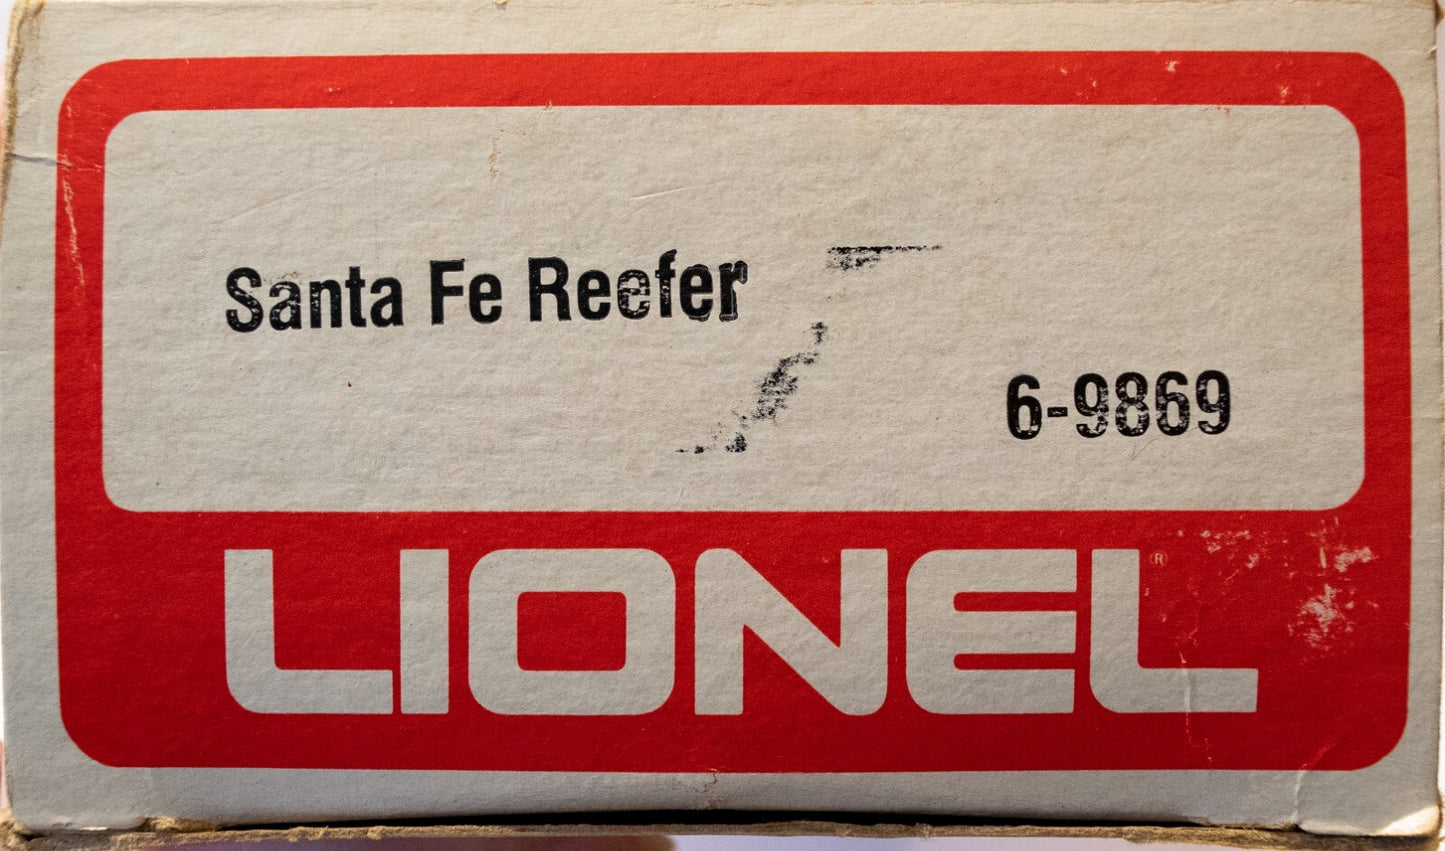 Santa Fe Reefer
6-9869
LIONEL®